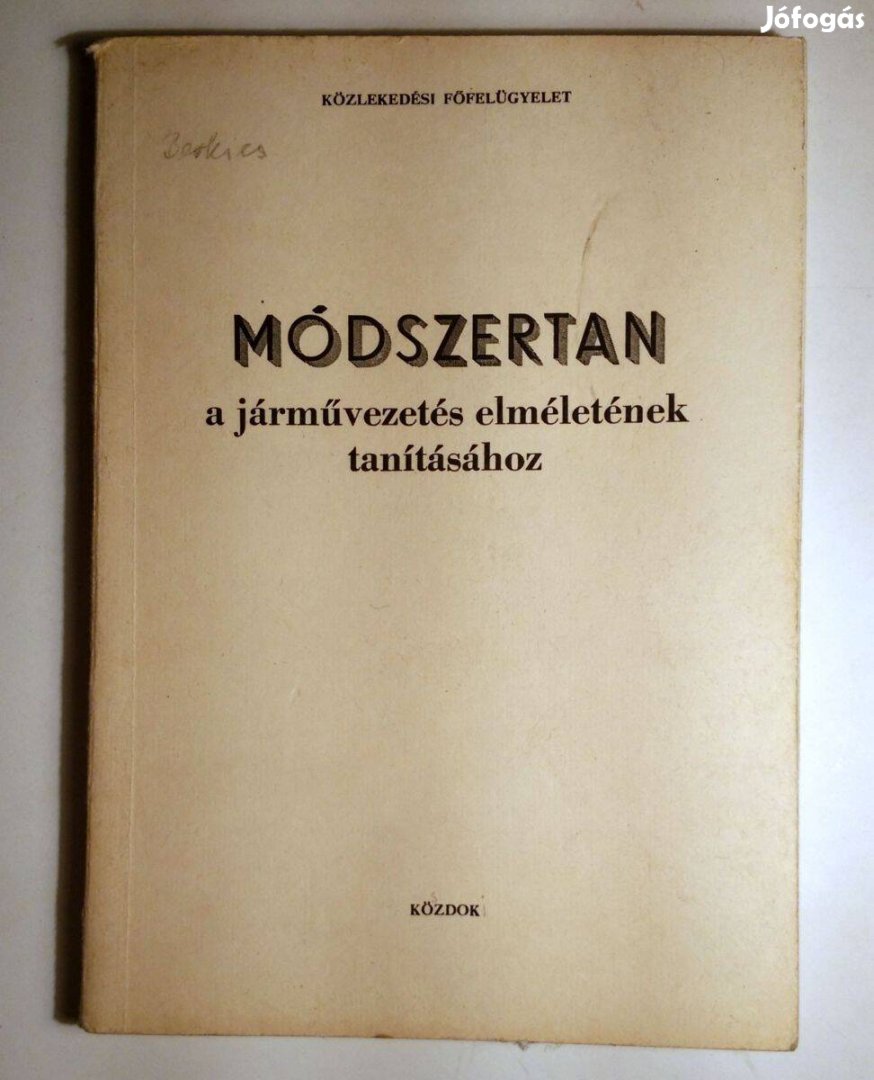 Jófogás
KÖZLEKEDÉSI FŐFELÜGYELET
MÓDSZERTAN
a járművezetés elméletének
tanításához
KÖZDOK